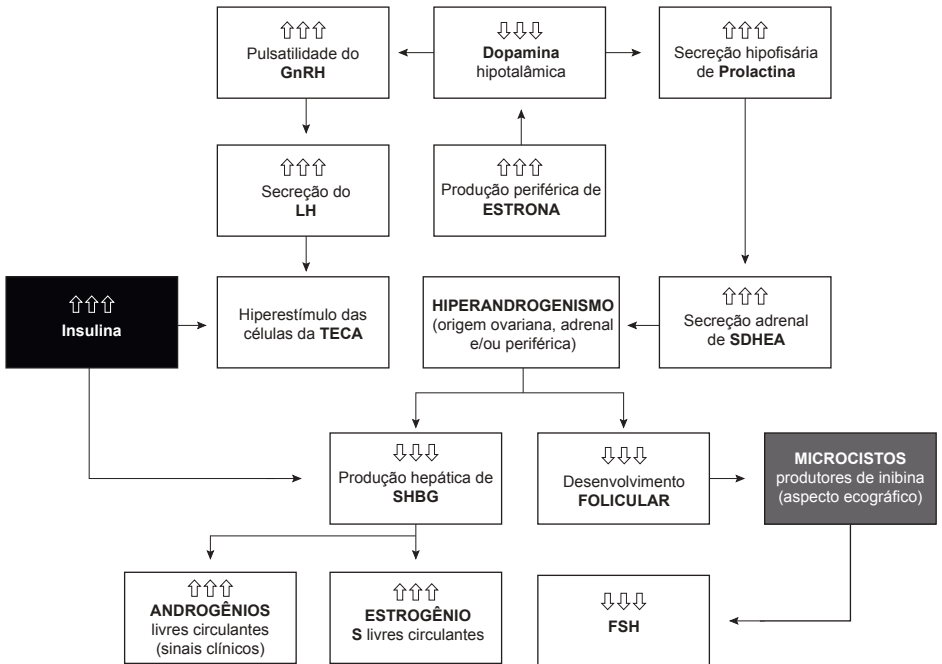 ⇧⇧⇧
Pulsatilidade do
GnRH
⇩⇩⇩
Dopamina
hipotalâmica
⇧⇧⇧
Secreção hipofisária
de Prolactina
⇧⇧⇧
Secreção do
LH
⇧⇧⇧
Produção periférica de
ESTRONA
⇧⇧⇧
Insulina
Hiperestímulo das
células da TECA
HIPERANDROGENISMO
(origem ovariana, adrenal
e/ou periférica)
⇧⇧⇧
Secreção adrenal
de SDHEA
⇩⇩⇩
Produção hepática de
SHBG
⇩⇩⇩
Desenvolvimento
FOLICULAR
MICROCISTOS
produtores de inibina
(aspecto ecográfico)
⇧⇧⇧
ANDROGÊNIOS
livres circulantes
(sinais clínicos)
⇧⇧⇧
ESTROGÊNIO
S livres circulantes
⇩⇩⇩
FSH